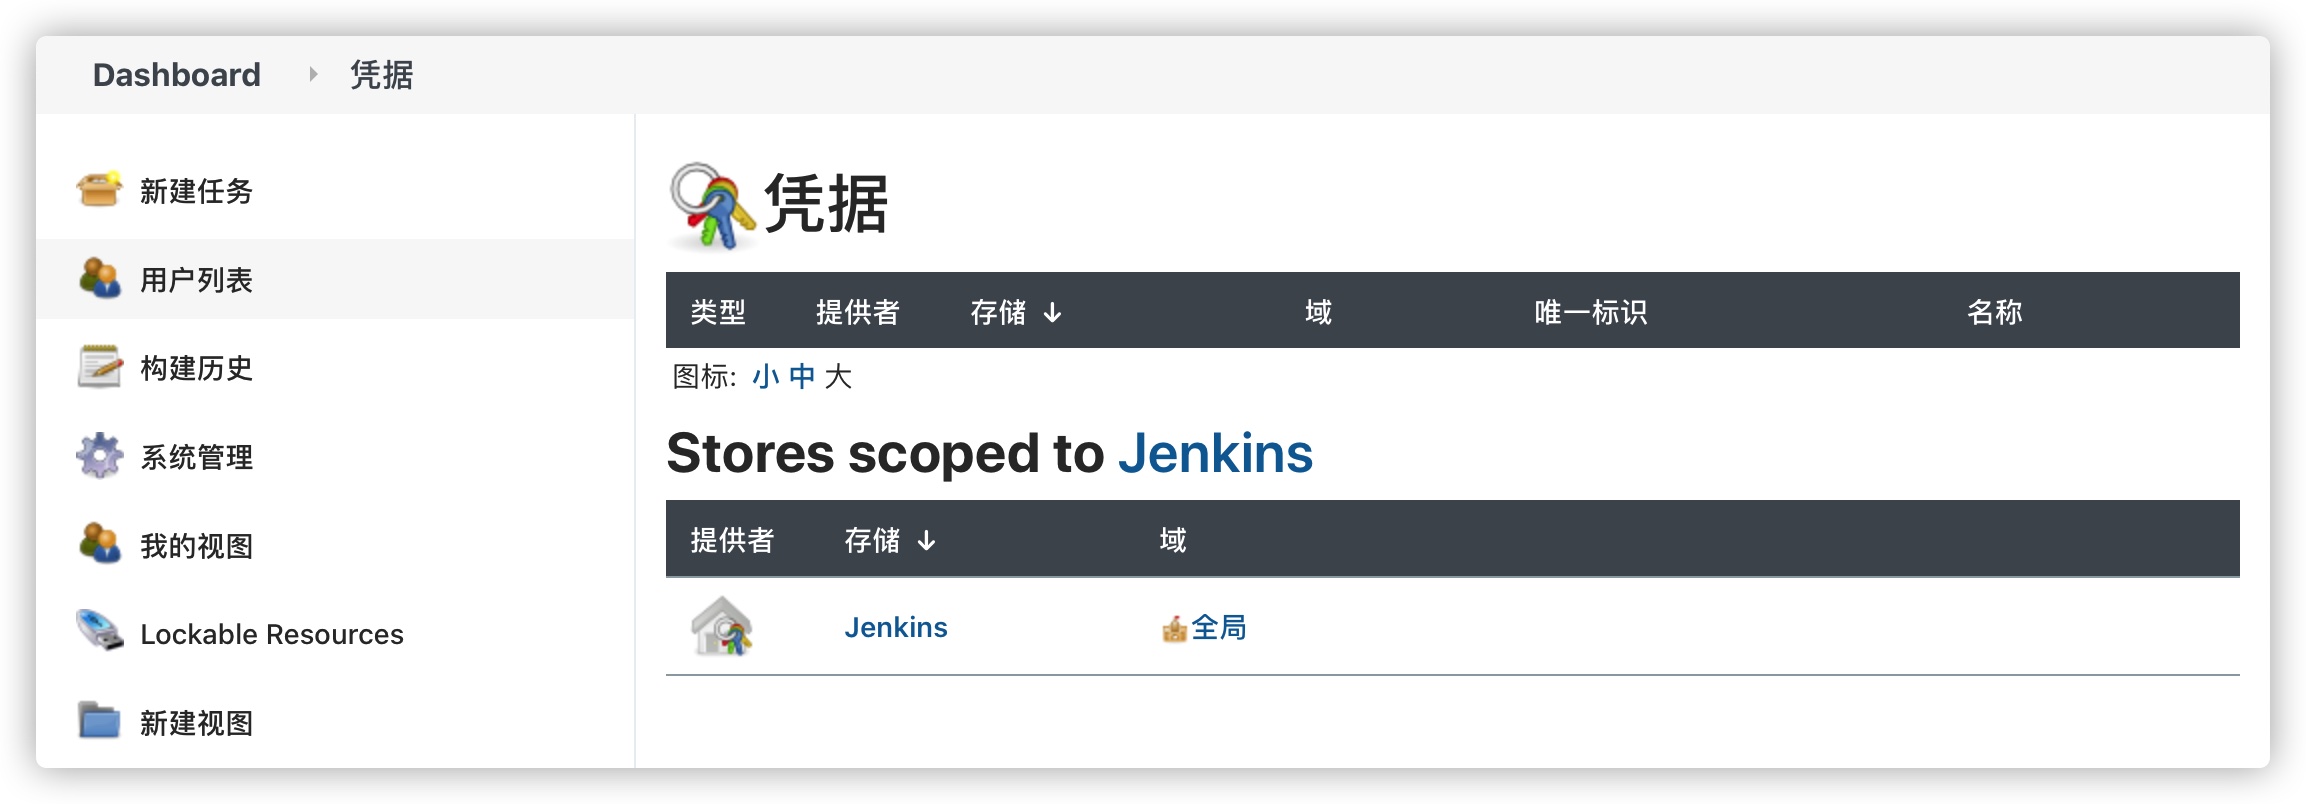 Dashboard 凭据
新建任务
用户列表
构建历史
系统管理
我的视图
Lockable Resources
新建视图
凭据
类型 提供者 存储 ↓ 域 唯一标识 名称
图标: 小 中 大
Stores scoped to Jenkins
提供者 存储 ↓ 域
Jenkins 全局